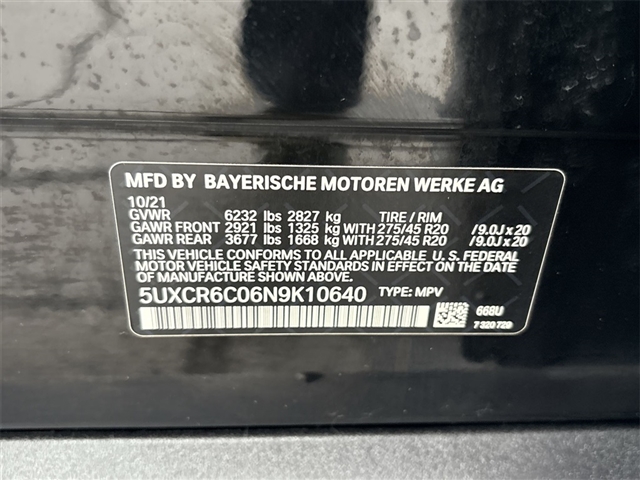 MFD BY BAYERISCHE MOTOREN WERKE AG
10/21
GVWR 6232 lbs 2827 kg TIRE / RIM
GAWR FRONT 2921 lbs 1325 kg WITH 275/45 R20 /9.0J x 20
GAWR REAR 3677 lbs 1668 kg WITH 275/45 R20 /9.0J x 20
THIS VEHICLE CONFORMS TO ALL APPLICABLE U. S. FEDERAL
MOTOR VEHICLE SAFETY STANDARDS IN EFFECT ON THE DATE
OF MANUFACTURE SHOWN ABOVE.
5UXCR6C06N9K10640 TYPE: MPV
668U
7 320 729